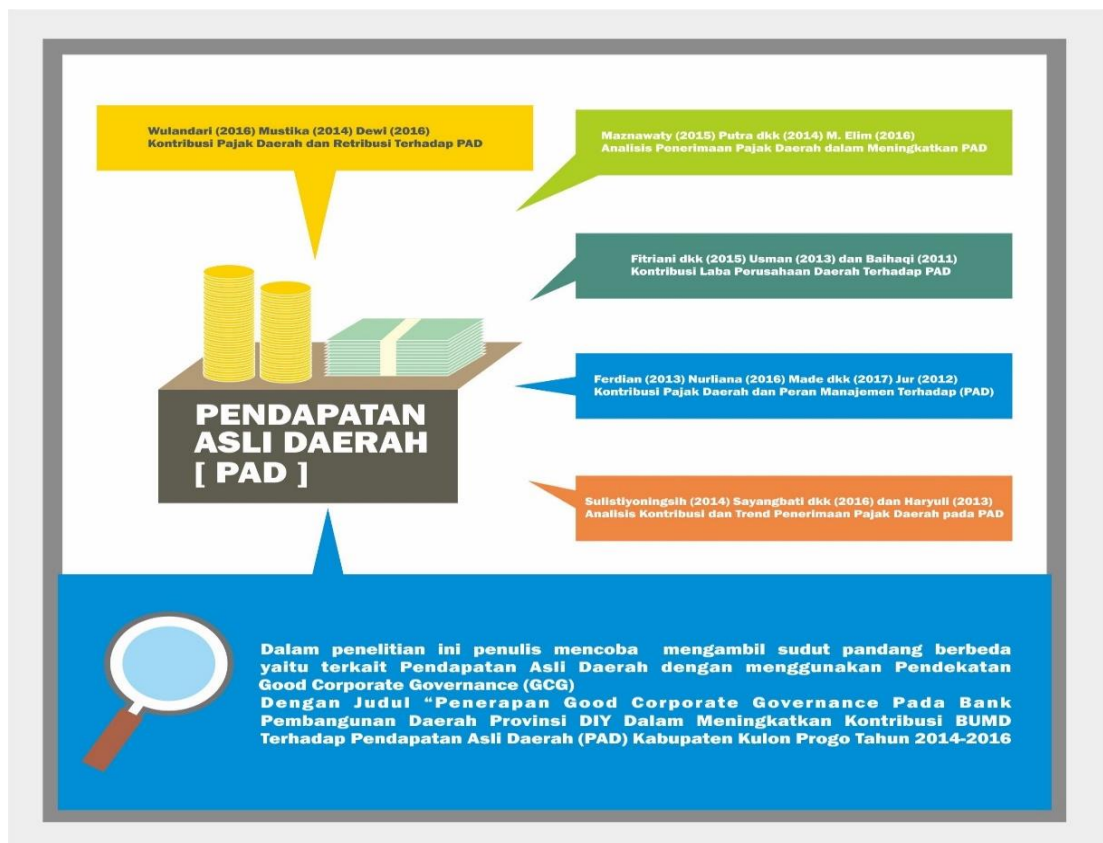 Wulandari (2016) Mustika (2014) Dewi (2016)
Kontribusi Pajak Daerah dan Retribusi Terhadap PAD
Maznawaty (2015) Putra dkk (2014) M. Elim (2016)
Analisis Penerimaan Pajak Daerah dalam Meningkatkan PAD
Fitriani dkk (2015) Usman (2013) dan Baihaqi (2011)
Kontribusi Laba Perusahaan Daerah Terhadap PAD
Ferdian (2013) Nurliana (2016) Made dkk (2017) Jur (2012)
Kontribusi Pajak Daerah dan Peran Manajemen Terhadap (PAD)
Sulistiyoningsih (2014) Sayangbati dkk (2016) dan Haryuli (2013)
Analisis Kontribusi dan Trend Penerimaan Pajak Daerah pada PAD
PENDAPATAN
ASLI DAERAH
[ PAD ]
Dalam penelitian ini penulis mencoba mengambil sudut pandang berbeda
yaitu terkait Pendapatan Asli Daerah dengan menggunakan Pendekatan
Good Corporate Governance (GCG)
Dengan Judul “Penerapan Good Corporate Governance Pada Bank
Pembangunan Daerah Provinsi DIY Dalam Meningkatkan Kontribusi BUMD
Terhadap Pendapatan Asli Daerah (PAD) Kabupaten Kulon Progo Tahun 2014-2016